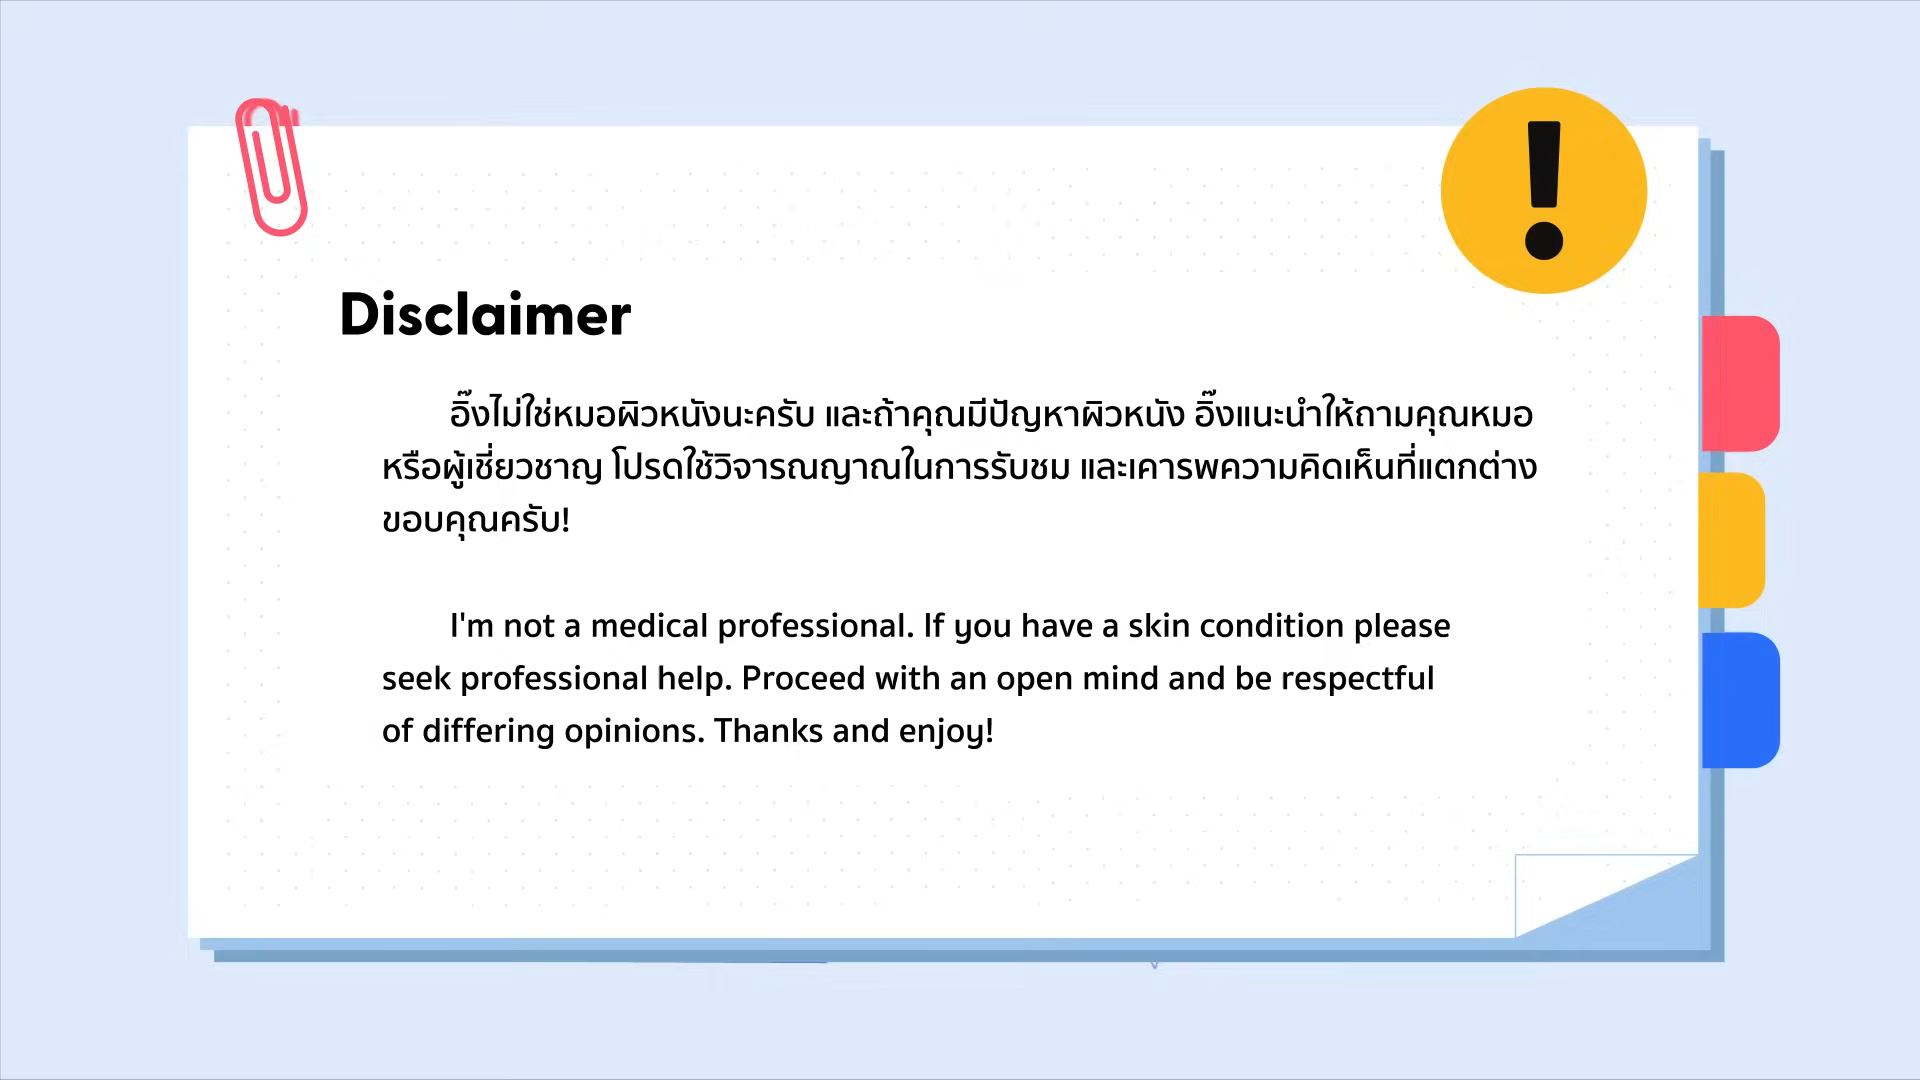 Disclaimer
อิ๊งไม่ใช่หมอผิวหนังนะครับ และถ้าคุณมีปัญหาผิวหนัง อิ๊งแนะนำให้ถามคุณหมอ
หรือผู้เชี่ยวชาญ โปรดใช้วิจารณญาณในการรับชม และเคารพความคิดเห็นที่แตกต่าง
ขอบคุณครับ!
I'm not a medical professional. If you have a skin condition please
seek professional help. Proceed with an open mind and be respectful
of differing opinions. Thanks and enjoy!